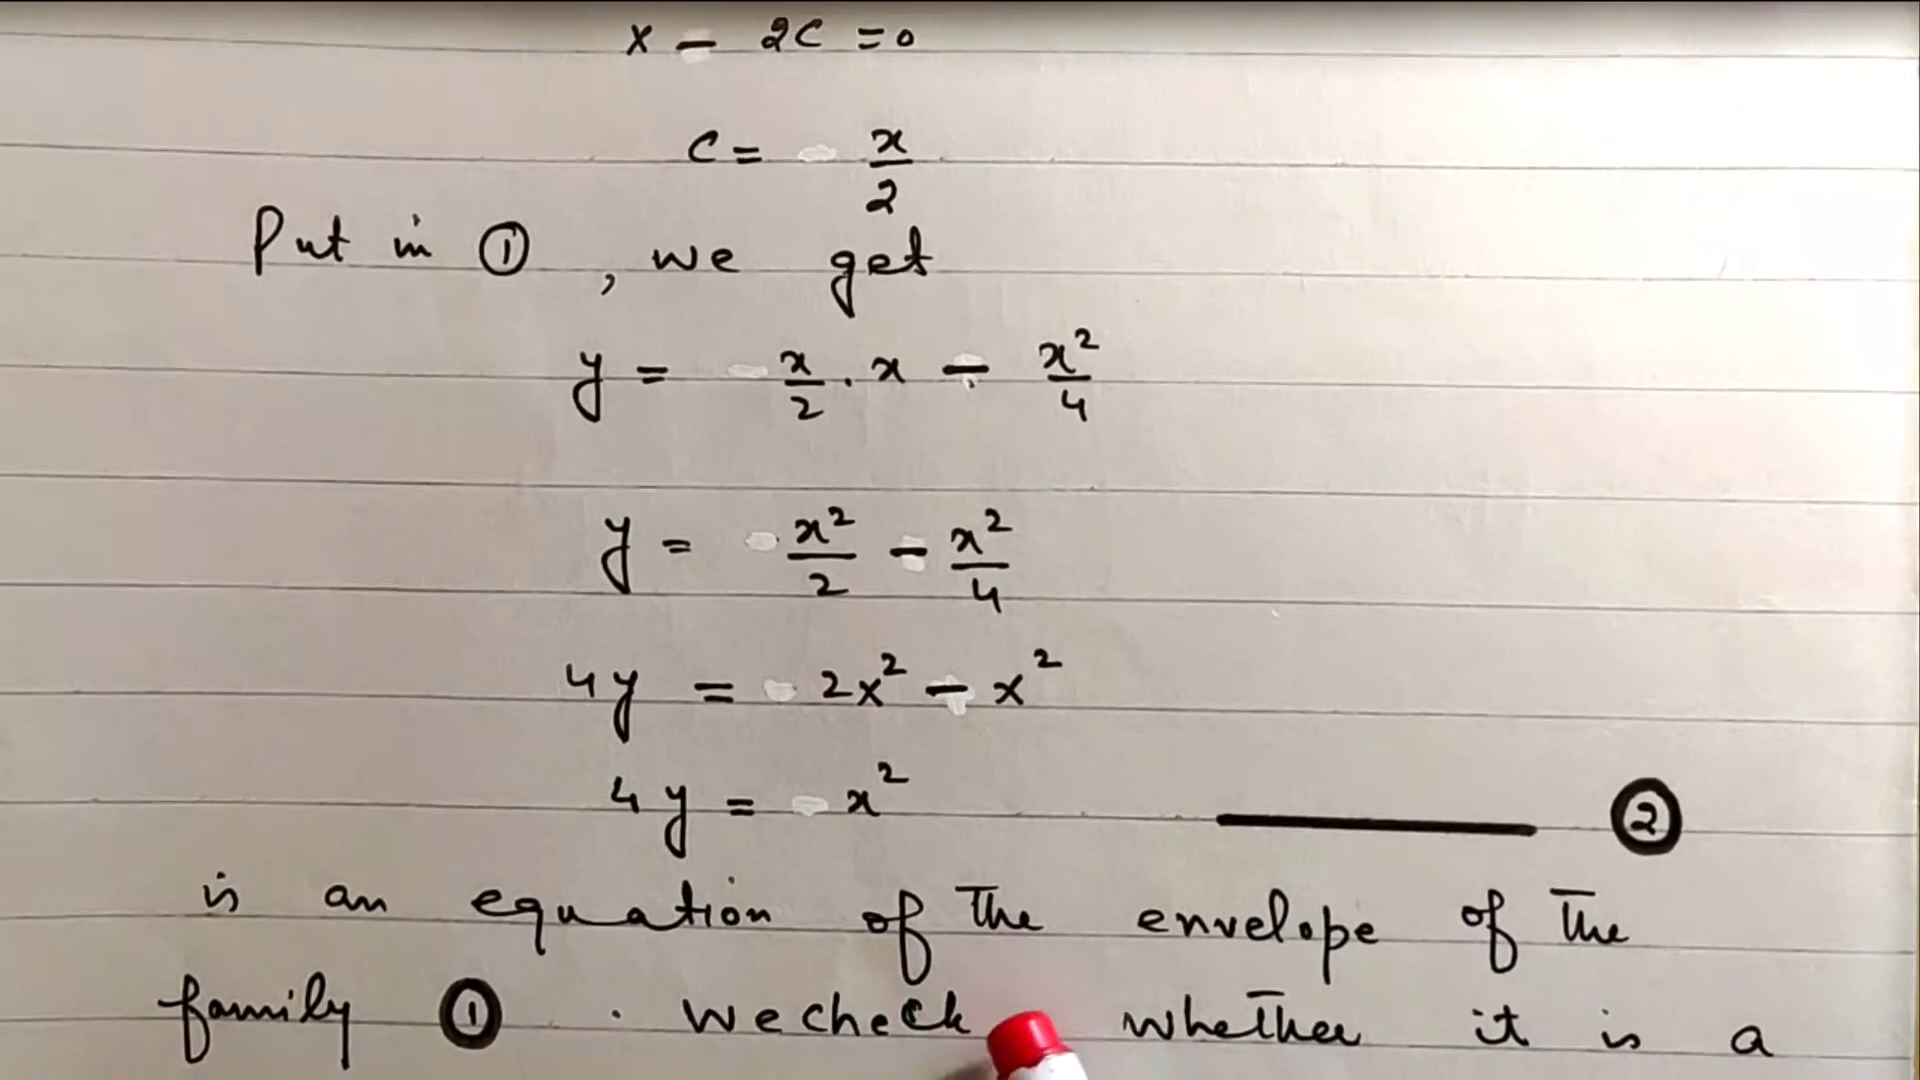 x - 2c = 0
c = x/2
Put in ①, we get
y = x/2 . x - x²/4
y = x²/2 - x²/4
4y = 2x² - x²
4y = x² ——— ②
is an equation of the envelope of the
family ① . we check whether it is a